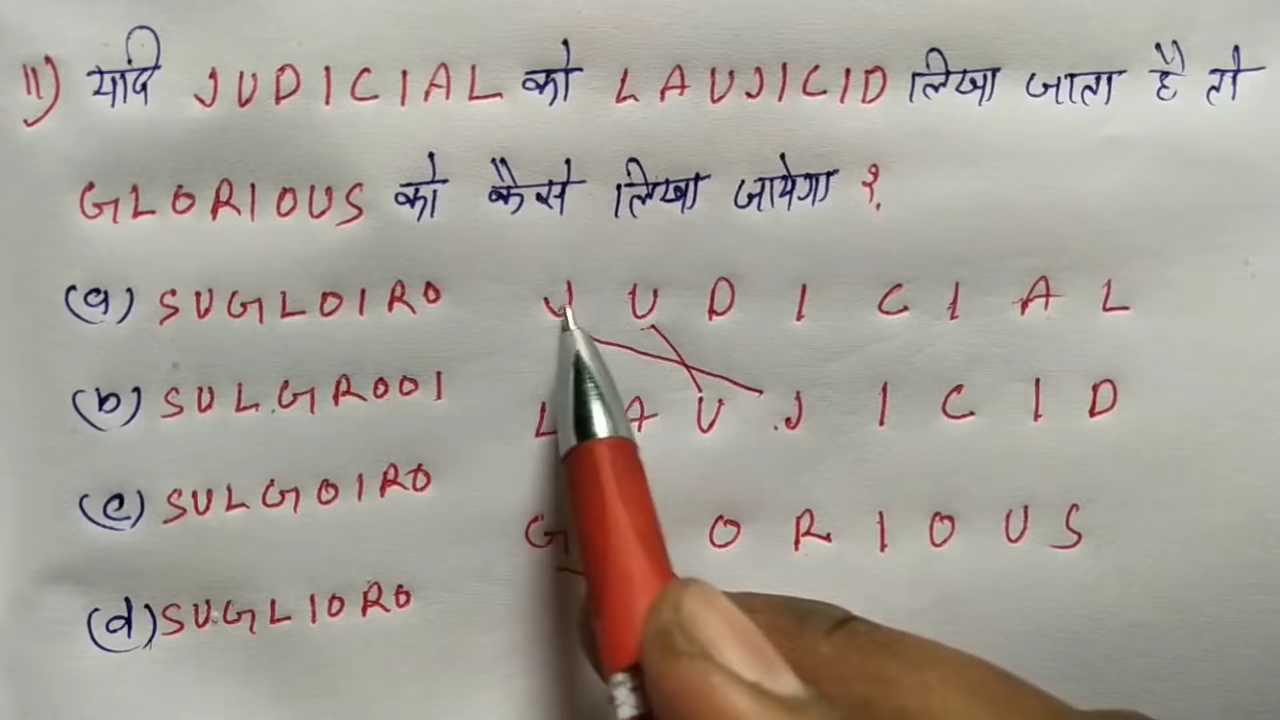 11) यदि JUDICIAL को LAUJICID लिखा जाता है तो
GLORIOUS को कैसे लिखा जायेगा ?
(a) SUGLOIRO
(b) SULGROOI
(c) SULGOIRO
(d) SUGLIORO
J U D I C I A L
L A U J I C I D
G O R I O U S